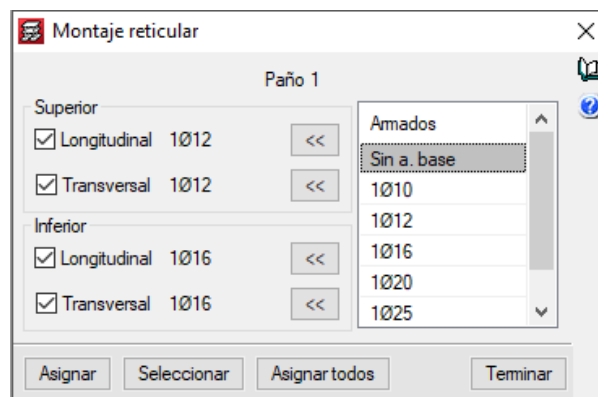 Montaje reticular
Paño 1
Superior
Longitudinal 1Ø12 <<
Transversal 1Ø12 <<
Inferior
Longitudinal 1Ø16 <<
Transversal 1Ø16 <<
Armados
Sin a. base
1Ø10
1Ø12
1Ø16
1Ø20
1Ø25
Asignar Seleccionar Asignar todos Terminar